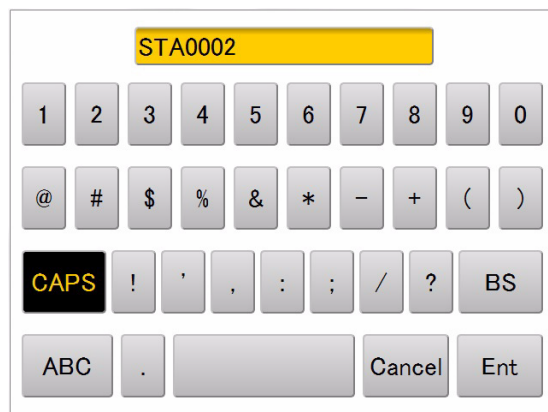 STA0002
1 2 3 4 5 6 7 8 9 0
@ # $ % & * - + ( )
CAPS ! ' , : ; / ? BS
ABC . Cancel Ent